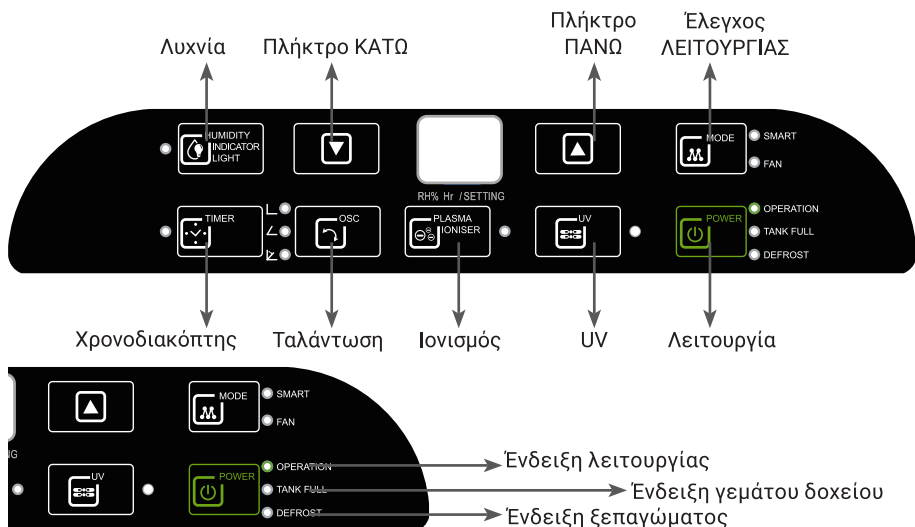 Πλήκτρο Έλεγχος
Λυχνία Πλήκτρο ΚΑΤΩ ΠΑΝΩ ΛΕΙΤΟΥΡΓΙΑΣ
HUMIDITY
INDICATOR
LIGHT
MODE
SMART
FAN
RH% Hr /SETTING
TIMER
OSC
PLASMA
IONISER
UV
POWER
OPERATION
TANK FULL
DEFROST
Χρονοδιακόπτης Ταλάντωση Ιονισμός UV Λειτουργία
MODE
SMART
FAN
NG
UV
POWER
OPERATION
TANK FULL
DEFROST
Ένδειξη λειτουργίας
Ένδειξη γεμάτου δοχείου
Ένδειξη ξεπαγώματος